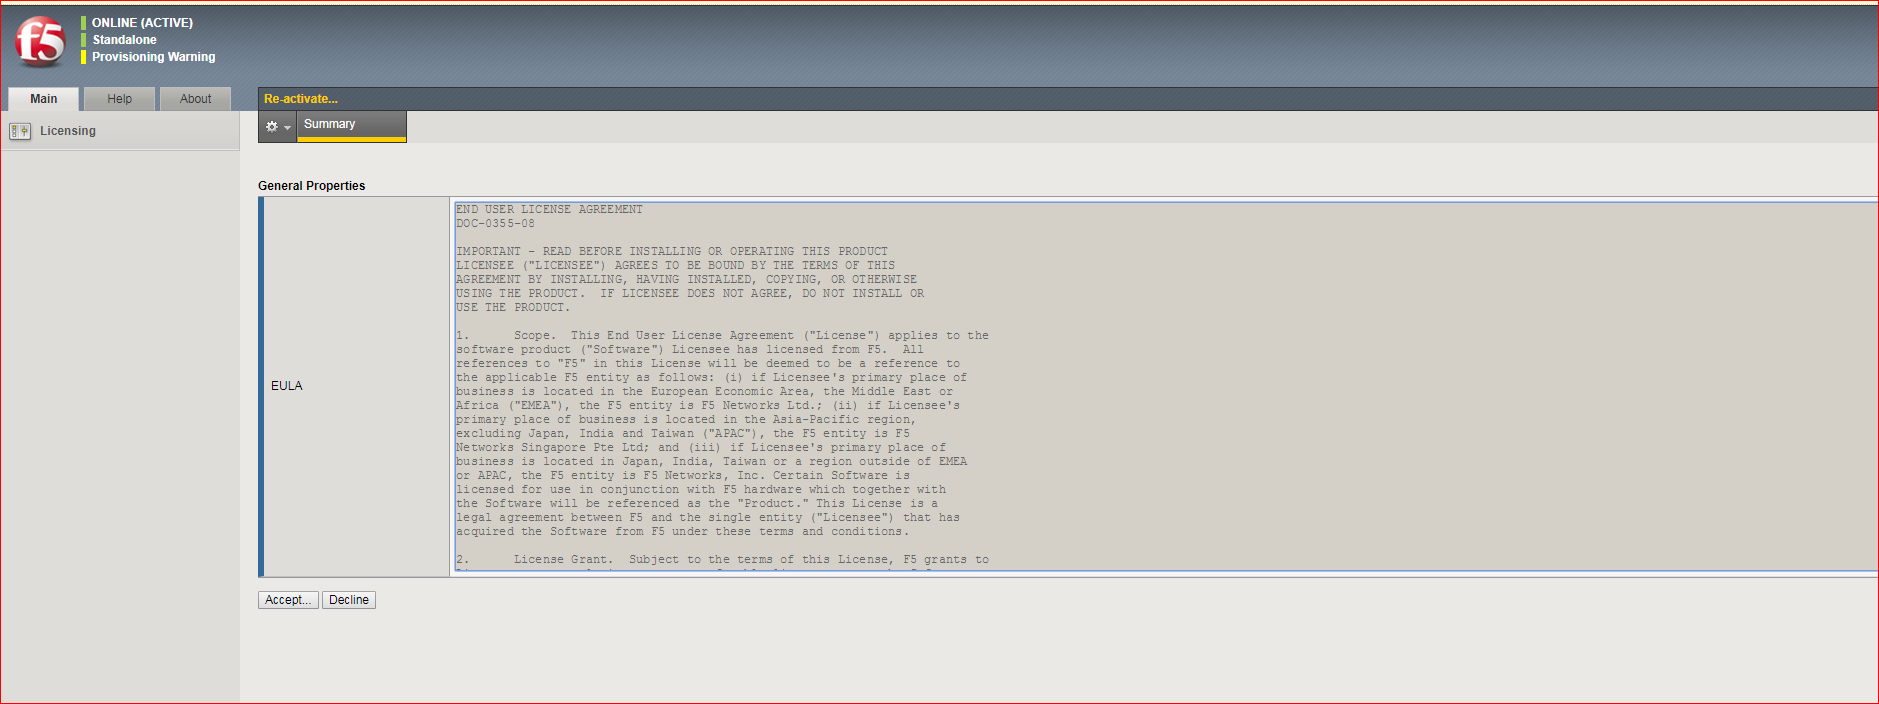 f5
ONLINE (ACTIVE)
Standalone
Provisioning Warning
Main
Help
About
Re-activate...
Licensing
Summary
General Properties
EULA
END USER LICENSE AGREEMENT
DOC-0355-08
IMPORTANT - READ BEFORE INSTALLING OR OPERATING THIS PRODUCT
LICENSEE ("LICENSEE") AGREES TO BE BOUND BY THE TERMS OF THIS
AGREEMENT BY INSTALLING, HAVING INSTALLED, COPYING, OR OTHERWISE
USING THE PRODUCT.  IF LICENSEE DOES NOT AGREE, DO NOT INSTALL OR
USE THE PRODUCT.
1.      Scope.  This End User License Agreement ("License") applies to the
software product ("Software") Licensee has licensed from F5.  All
references to "F5" in this License will be deemed to be a reference to
the applicable F5 entity as follows: (i) if Licensee's primary place of
business is located in the European Economic Area, the Middle East or
Africa ("EMEA"), the F5 entity is F5 Networks Ltd.; (ii) if Licensee's
primary place of business is located in the Asia-Pacific region,
excluding Japan, India and Taiwan ("APAC"), the F5 entity is F5
Networks Singapore Pte Ltd; and (iii) if Licensee's primary place of
business is located in Japan, India, Taiwan or a region outside of EMEA
or APAC, the F5 entity is F5 Networks, Inc. Certain Software is
licensed for use in conjunction with F5 hardware which together with
the Software will be referenced as the "Product." This License is a
legal agreement between F5 and the single entity ("Licensee") that has
acquired the Software from F5 under these terms and conditions.
2.      License Grant.  Subject to the terms of this License, F5 grants to
Accept...
Decline